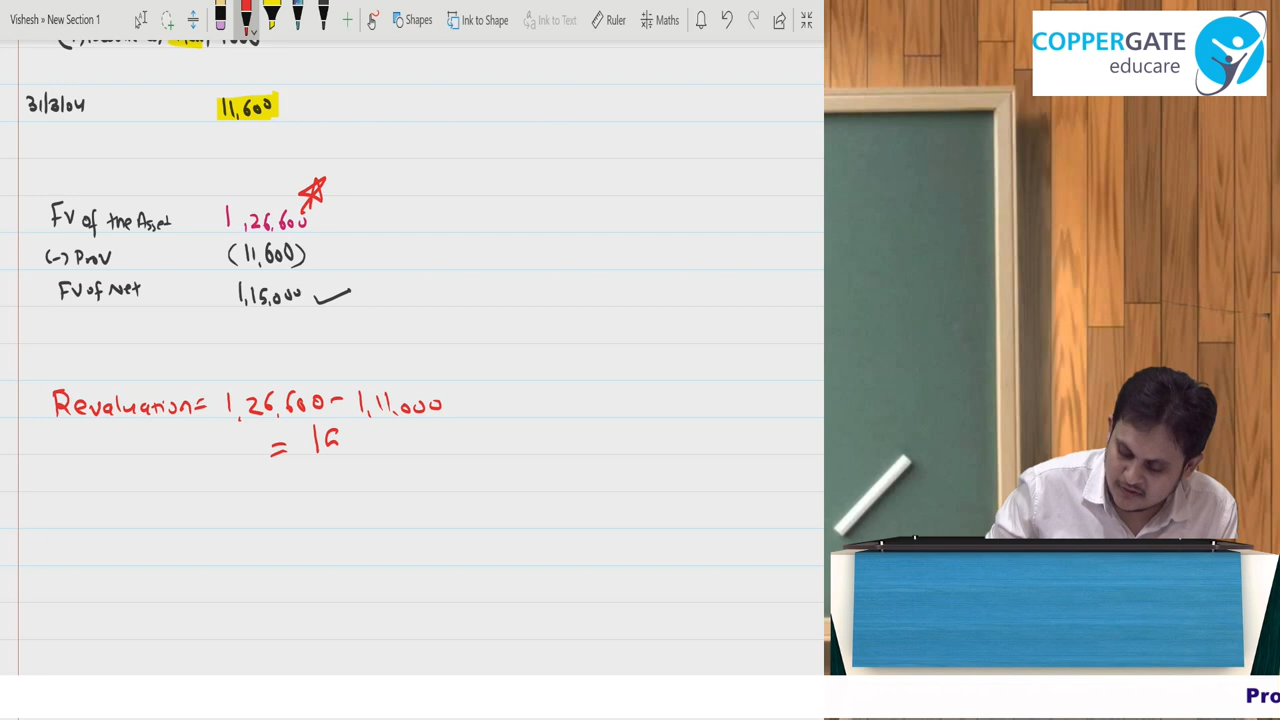 Vishesh » New Section 1
Shapes
Ink to Shape
Ink to Text
Ruler
Maths
COPPERGATE
educare
31/3/04 11,600
FV of the Asset 1,26,600
(-) Prov (11,600)
FV of Net 1,15,000
Revaluation = 1,26,600 - 1,11,000
= 15
Pro